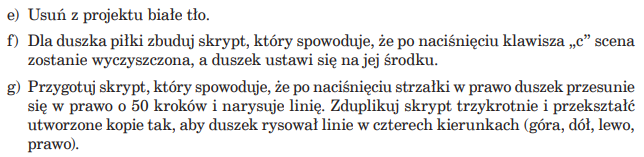 e) Usuń z projektu białe tło.
f) Dla duszka piłki zbuduj skrypt, który spowoduje, że po naciśnięciu klawisza „c” scena
zostanie wyczyszczona, a duszek ustawi się na jej środku.
g) Przygotuj skrypt, który spowoduje, że po naciśnięciu strzałki w prawo duszek przesunie
się w prawo o 50 kroków i narysuje linię. Zduplikuj skrypt trzykrotnie i przekształć
utworzone kopie tak, aby duszek rysował linie w czterech kierunkach (góra, dół, lewo,
prawo).